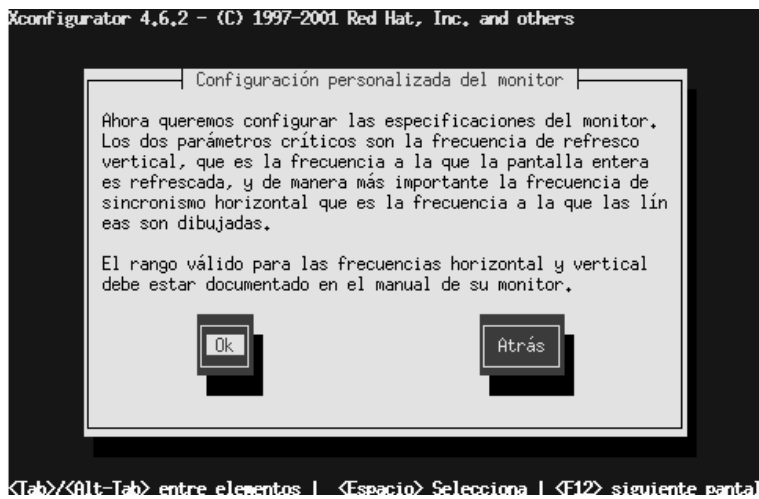 Xconfigurator 4.6.2 - (C) 1997-2001 Red Hat, Inc. and others
Configuración personalizada del monitor
Ahora queremos configurar las especificaciones del monitor.
Los dos parámetros críticos son la frecuencia de refresco
vertical, que es la frecuencia a la que la pantalla entera
es refrescada, y de manera más importante la frecuencia de
sincronismo horizontal que es la frecuencia a la que las lín
eas son dibujadas.
El rango válido para las frecuencias horizontal y vertical
debe estar documentado en el manual de su monitor.
Ok Atrás
<Tab>/<Alt-Tab> entre elementos | <Espacio> Selecciona | <F12> siguiente pantal